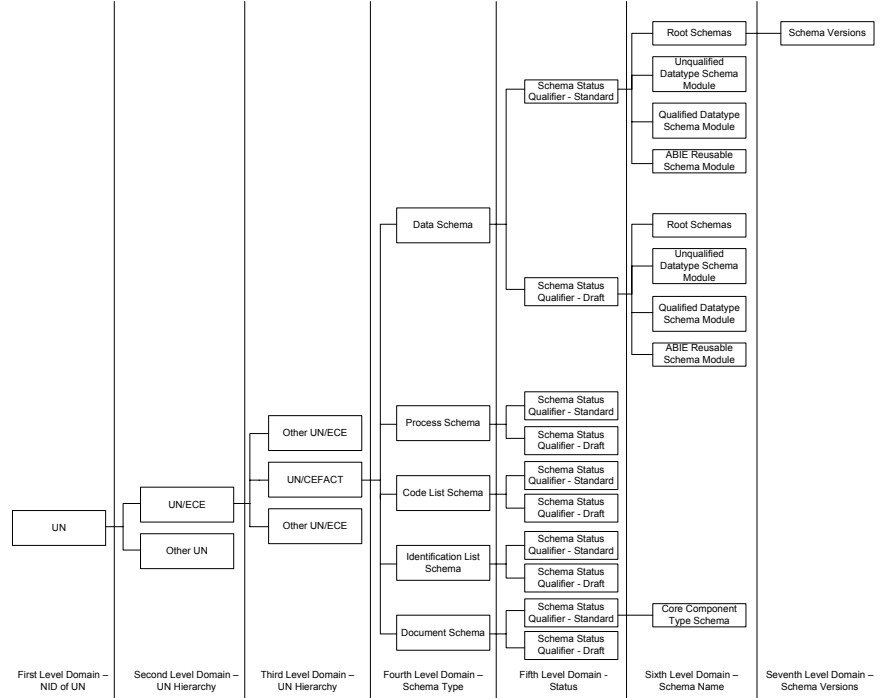 Root Schemas
Schema Versions
Unqualified
Datatype Schema
Module
Schema Status
Qualifier - Standard
Qualified Datatype
Schema Module
ABIE Reusable
Schema Module
Data Schema
Root Schemas
Unqualified
Datatype Schema
Module
Schema Status
Qualifier - Draft
Qualified Datatype
Schema Module
ABIE Reusable
Schema Module
Schema Status
Qualifier - Standard
Process Schema
Schema Status
Qualifier - Draft
Other UN/ECE
UN/CEFACT
Other UN/ECE
Schema Status
Qualifier - Standard
Code List Schema
Schema Status
Qualifier - Draft
UN
UN/ECE
Other UN
Schema Status
Qualifier - Standard
Identification List
Schema
Schema Status
Qualifier - Draft
Schema Status
Qualifier - Standard
Core Component
Type Schema
Document Schema
Schema Status
Qualifier - Draft
First Level Domain –
NID of UN
Second Level Domain –
UN Hierarchy
Third Level Domain –
UN Hierarchy
Fourth Level Domain –
Schema Type
Fifth Level Domain -
Status
Sixth Level Domain –
Schema Name
Seventh Level Domain –
Schema Versions